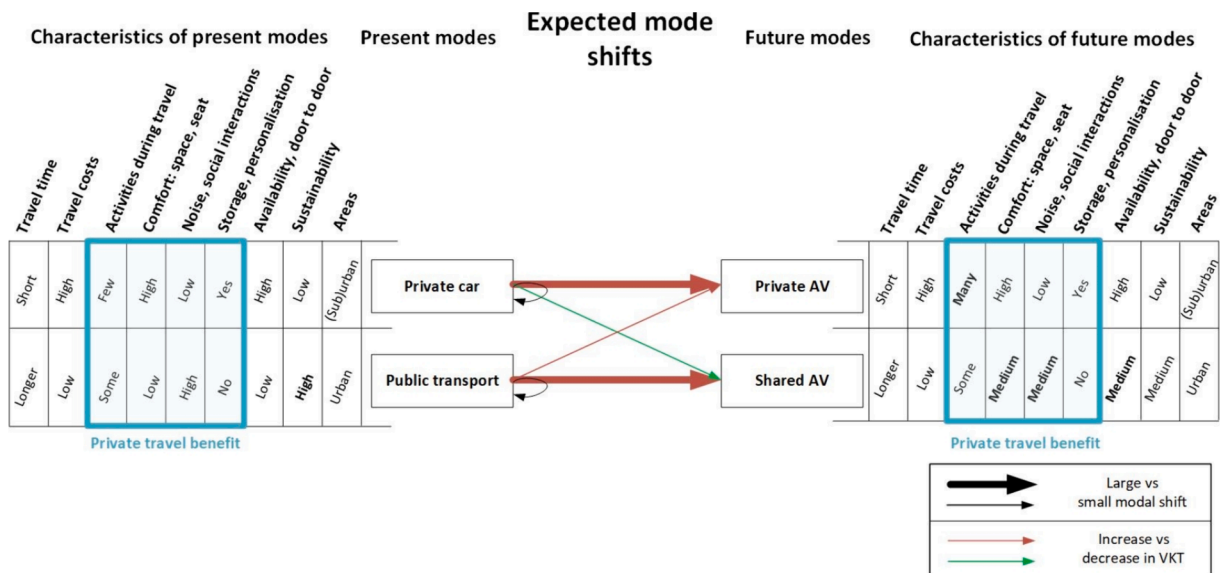 Expected mode
shifts
Characteristics of present modes
Present modes
Future modes
Characteristics of future modes
Travel time
Travel costs
Activities during travel
Comfort: space, seat
Noise, social interactions
Storage, personalisation
Availability, door to door
Sustainability
Areas
Short
High
Few
High
Low
Yes
High
Low
(Sub)urban
Longer
Low
Some
Low
High
No
Low
High
Urban
Private travel benefit
Private car
Public transport
Private AV
Shared AV
Travel time
Travel costs
Activities during travel
Comfort: space, seat
Noise, social interactions
Storage, personalisation
Availability, door to door
Sustainability
Areas
Short
High
Many
High
Low
Yes
High
Low
(Sub)urban
Longer
Low
Some
Medium
Medium
No
Medium
Medium
Urban
Private travel benefit
Large vs
small modal shift
Increase vs
decrease in VKT